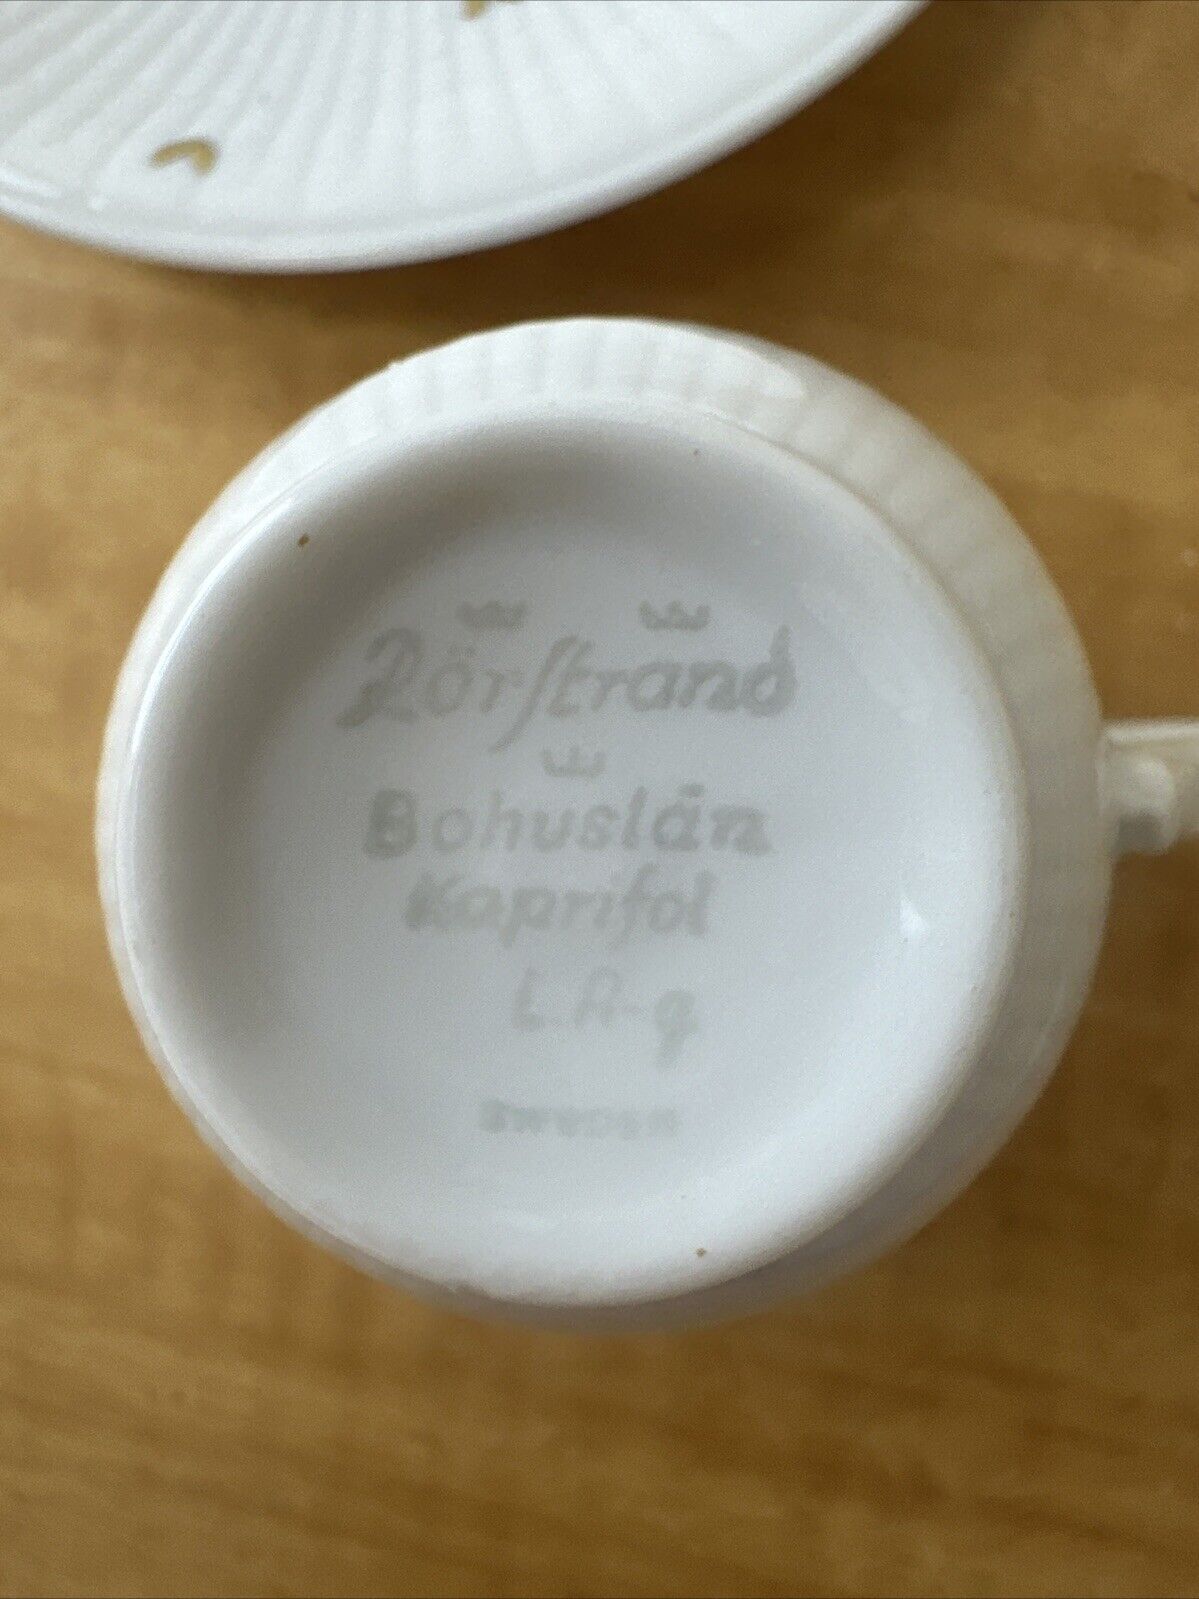 Rörstrand
Bohuslän
Kaprifol
L.A-g
SWEDEN